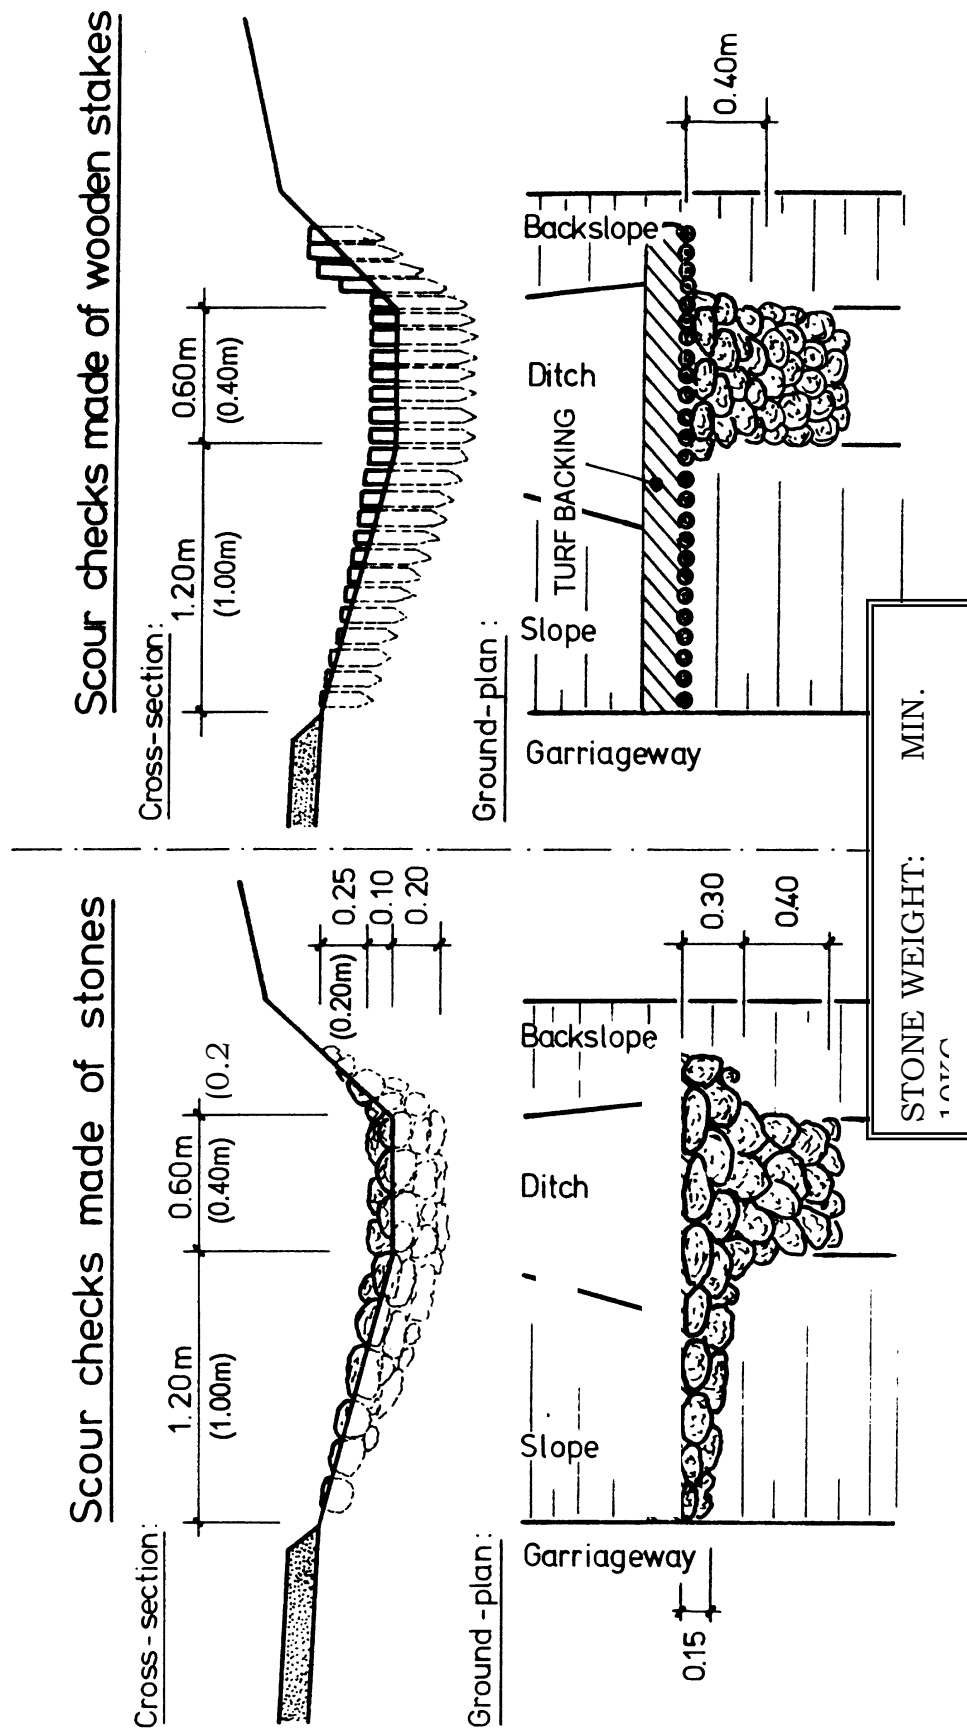 Scour checks made of stones
Cross-section:
1.20m
(1.00m)
0.60m
(0.40m)
(0.2
(0.20m)
0.25
0.10
0.20
Ground-plan:
Garriageway
Slope
Ditch
Backslope
0.15
0.30
0.40
Scour checks made of wooden stakes
Cross-section:
1.20m
(1.00m)
0.60m
(0.40m)
Ground-plan:
Garriageway
Slope
TURF BACKING
Ditch
Backslope
0.40m
STONE WEIGHT: MIN.